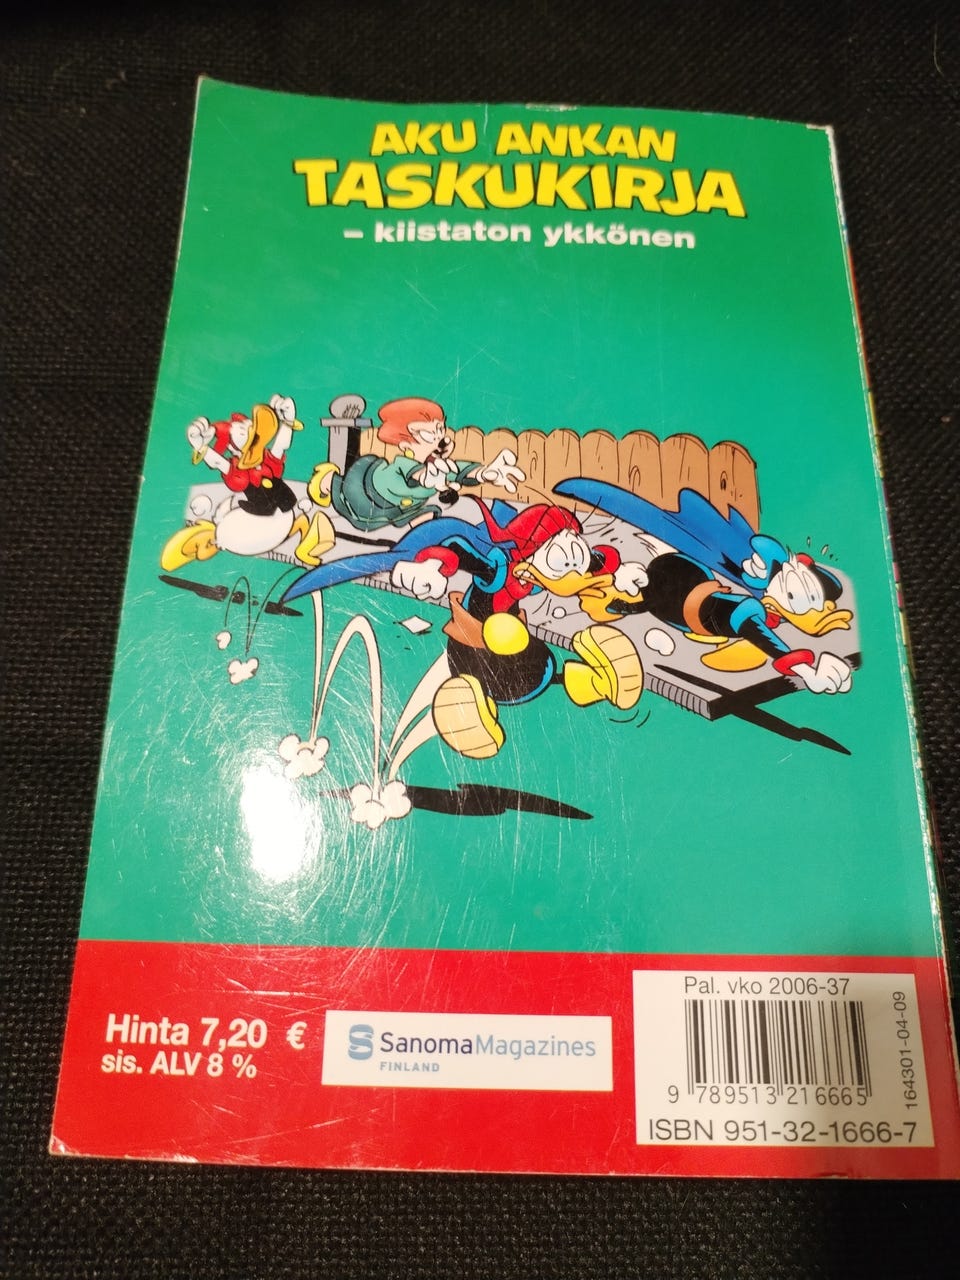 AKU ANKAN
TASKUKIRJA
– kiistaton ykkönen
Hinta 7,20 €
sis. ALV 8 %
SanomaMagazines
FINLAND
Pal. vko 2006-37
9 789513 216665
ISBN 951-32-1666-7
164301-04-09